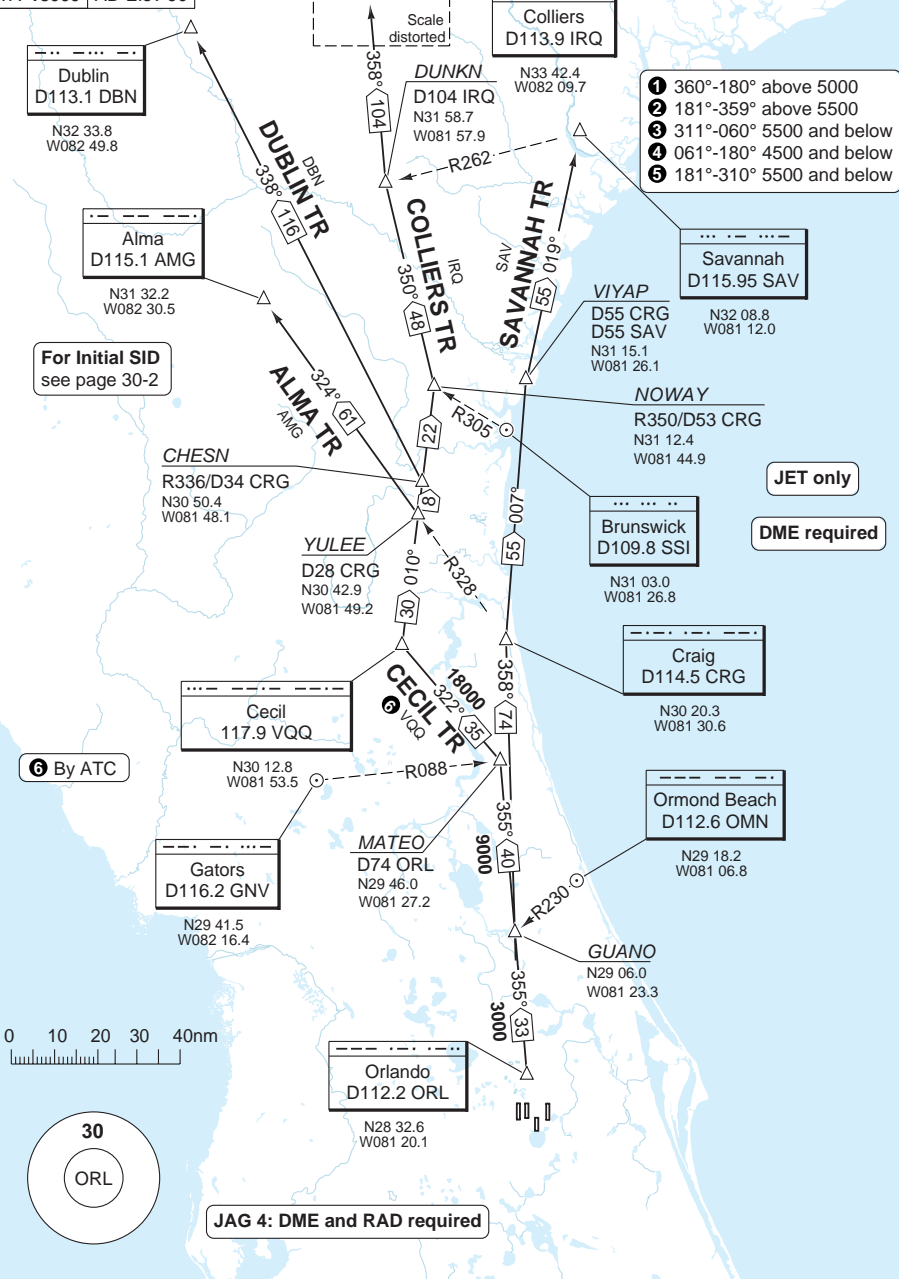 Scale
distorted
Colliers
D113.9 IRQ
N33 42.4
W082 09.7
Dublin
D113.1 DBN
N32 33.8
W082 49.8
DUNKN
D104 IRQ
N31 58.7
W081 57.9
358°
104
❶ 360°-180° above 5000
❷ 181°-359° above 5500
❸ 311°-060° 5500 and below
❹ 061°-180° 4500 and below
❺ 181°-310° 5500 and below
R262
DUBLIN TR
DBN
338°
116
Alma
D115.1 AMG
N31 32.2
W082 30.5
COLLIERS TR
IRQ
350°
48
SAVANNAH TR
SAV
019°
55
Savannah
D115.95 SAV
N32 08.8
W081 12.0
VIYAP
D55 CRG
D55 SAV
N31 15.1
W081 26.1
For Initial SID
see page 30-2
ALMA TR
AMG
324°
61
NOWAY
R350/D53 CRG
N31 12.4
W081 44.9
R305
22
CHESN
R336/D34 CRG
N30 50.4
W081 48.1
JET only
DME required
8
007°
55
Brunswick
D109.8 SSI
N31 03.0
W081 26.8
YULEE
D28 CRG
N30 42.9
W081 49.2
R328
010°
30
Craig
D114.5 CRG
N30 20.3
W081 30.6
358°
74
Cecil
117.9 VQQ
N30 12.8
W081 53.5
CECIL TR
❻ VQQ
18000
322°
35
❻ By ATC
R088
Ormond Beach
D112.6 OMN
N29 18.2
W081 06.8
MATEO
D74 ORL
N29 46.0
W081 27.2
355°
40
9000
Gators
D116.2 GNV
N29 41.5
W082 16.4
R230
GUANO
N29 06.0
W081 23.3
355°
33
3000
0 10 20 30 40nm
Orlando
D112.2 ORL
N28 32.6
W081 20.1
30
ORL
JAG 4: DME and RAD required